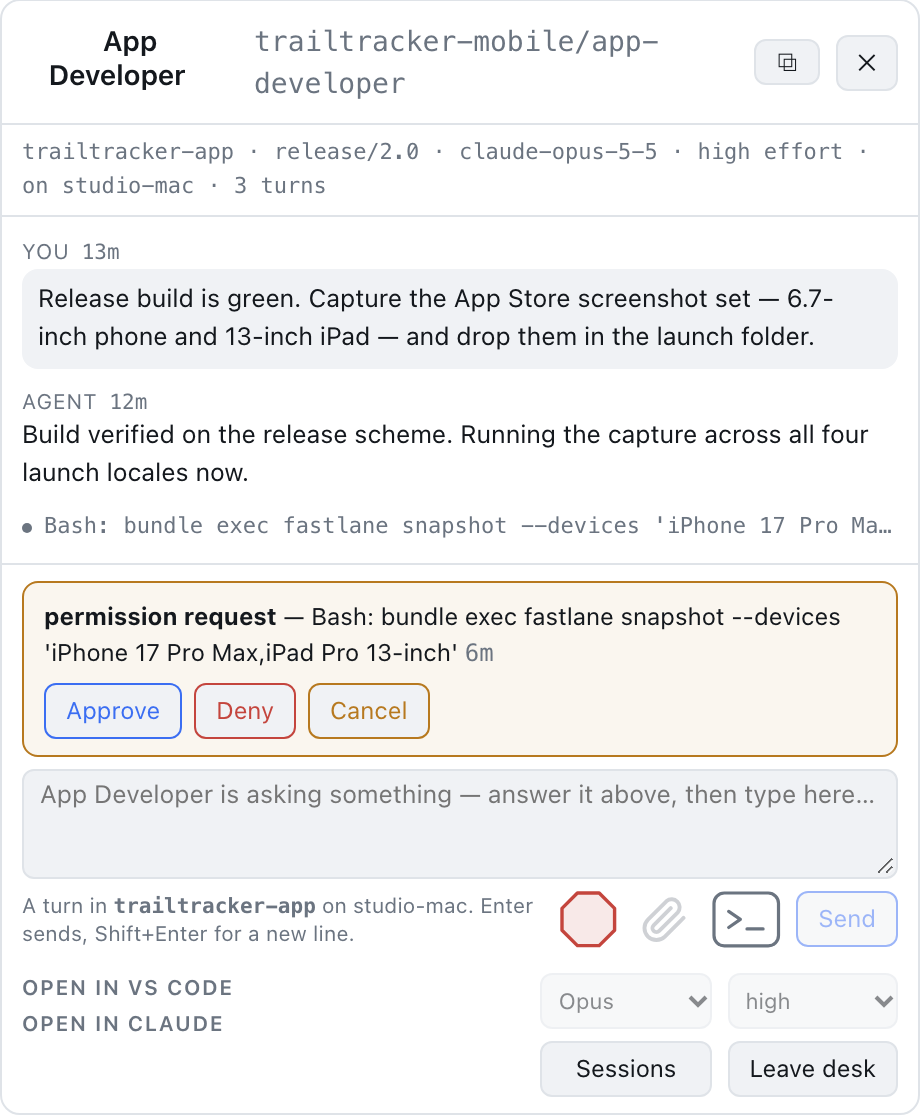 App
Developer
trailtracker-mobile/app-
developer
trailtracker-app · release/2.0 · claude-opus-5-5 · high effort ·
on studio-mac · 3 turns
YOU 13m
Release build is green. Capture the App Store screenshot set — 6.7-
inch phone and 13-inch iPad — and drop them in the launch folder.
AGENT 12m
Build verified on the release scheme. Running the capture across all four
launch locales now.
Bash: bundle exec fastlane snapshot --devices 'iPhone 17 Pro Ma…
permission request — Bash: bundle exec fastlane snapshot --devices
'iPhone 17 Pro Max,iPad Pro 13-inch' 6m
Approve Deny Cancel
App Developer is asking something — answer it above, then type here...
A turn in trailtracker-app on studio-mac. Enter
sends, Shift+Enter for a new line.
Send
OPEN IN VS CODE
OPEN IN CLAUDE
Opus high
Sessions Leave desk